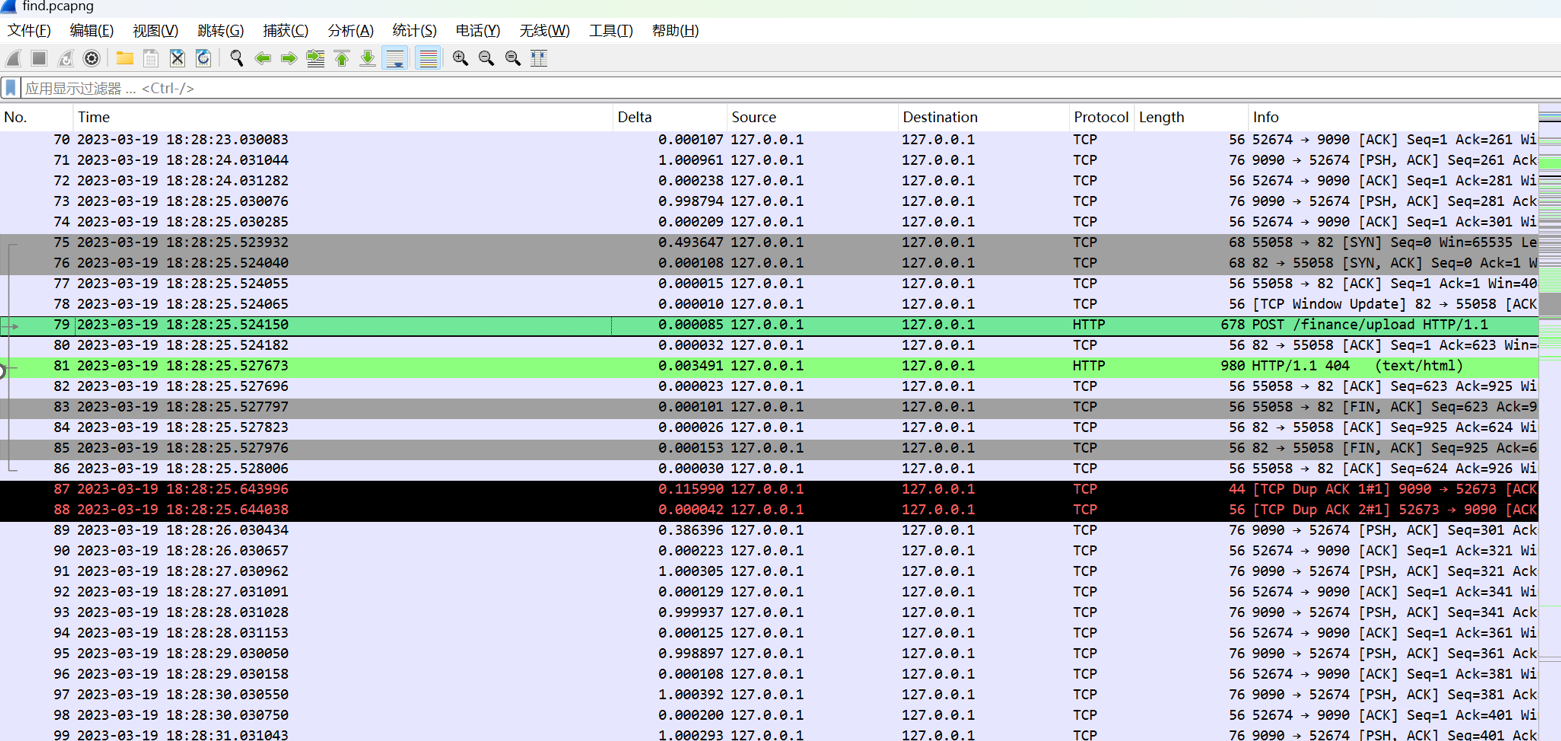 find.pcapng
文件(F) 编辑(E) 视图(V) 跳转(G) 捕获(C) 分析(A) 统计(S) 电话(Y) 无线(W) 工具(T) 帮助(H)
应用显示过滤器 … <Ctrl-/>
No. Time Delta Source Destination Protocol Length Info
70 2023-03-19 18:28:23.030083 0.000107 127.0.0.1 127.0.0.1 TCP 56 52674 → 9090 [ACK] Seq=1 Ack=261 Wi
71 2023-03-19 18:28:24.031044 1.000961 127.0.0.1 127.0.0.1 TCP 76 9090 → 52674 [PSH, ACK] Seq=261 Ack
72 2023-03-19 18:28:24.031282 0.000238 127.0.0.1 127.0.0.1 TCP 56 52674 → 9090 [ACK] Seq=1 Ack=281 Wi
73 2023-03-19 18:28:25.030076 0.998794 127.0.0.1 127.0.0.1 TCP 76 9090 → 52674 [PSH, ACK] Seq=281 Ack
74 2023-03-19 18:28:25.030285 0.000209 127.0.0.1 127.0.0.1 TCP 56 52674 → 9090 [ACK] Seq=1 Ack=301 Wi
75 2023-03-19 18:28:25.523932 0.493647 127.0.0.1 127.0.0.1 TCP 68 55058 → 82 [SYN] Seq=0 Win=65535 Le
76 2023-03-19 18:28:25.524040 0.000108 127.0.0.1 127.0.0.1 TCP 68 82 → 55058 [SYN, ACK] Seq=0 Ack=1 W
77 2023-03-19 18:28:25.524055 0.000015 127.0.0.1 127.0.0.1 TCP 56 55058 → 82 [ACK] Seq=1 Ack=1 Win=40
78 2023-03-19 18:28:25.524065 0.000010 127.0.0.1 127.0.0.1 TCP 56 [TCP Window Update] 82 → 55058 [ACK
79 2023-03-19 18:28:25.524150 0.000085 127.0.0.1 127.0.0.1 HTTP 678 POST /finance/upload HTTP/1.1
80 2023-03-19 18:28:25.524182 0.000032 127.0.0.1 127.0.0.1 TCP 56 82 → 55058 [ACK] Seq=1 Ack=623 Win=
81 2023-03-19 18:28:25.527673 0.003491 127.0.0.1 127.0.0.1 HTTP 980 HTTP/1.1 404 (text/html)
82 2023-03-19 18:28:25.527696 0.000023 127.0.0.1 127.0.0.1 TCP 56 55058 → 82 [ACK] Seq=623 Ack=925 Wi
83 2023-03-19 18:28:25.527797 0.000101 127.0.0.1 127.0.0.1 TCP 56 55058 → 82 [FIN, ACK] Seq=623 Ack=9
84 2023-03-19 18:28:25.527823 0.000026 127.0.0.1 127.0.0.1 TCP 56 82 → 55058 [ACK] Seq=925 Ack=624 Wi
85 2023-03-19 18:28:25.527976 0.000153 127.0.0.1 127.0.0.1 TCP 56 82 → 55058 [FIN, ACK] Seq=925 Ack=6
86 2023-03-19 18:28:25.528006 0.000030 127.0.0.1 127.0.0.1 TCP 56 55058 → 82 [ACK] Seq=624 Ack=926 Wi
87 2023-03-19 18:28:25.643996 0.115990 127.0.0.1 127.0.0.1 TCP 44 [TCP Dup ACK 1#1] 9090 → 52673 [ACK
88 2023-03-19 18:28:25.644038 0.000042 127.0.0.1 127.0.0.1 TCP 56 [TCP Dup ACK 2#1] 52673 → 9090 [ACK
89 2023-03-19 18:28:26.030434 0.386396 127.0.0.1 127.0.0.1 TCP 76 9090 → 52674 [PSH, ACK] Seq=301 Ack
90 2023-03-19 18:28:26.030657 0.000223 127.0.0.1 127.0.0.1 TCP 56 52674 → 9090 [ACK] Seq=1 Ack=321 Wi
91 2023-03-19 18:28:27.030962 1.000305 127.0.0.1 127.0.0.1 TCP 76 9090 → 52674 [PSH, ACK] Seq=321 Ack
92 2023-03-19 18:28:27.031091 0.000129 127.0.0.1 127.0.0.1 TCP 56 52674 → 9090 [ACK] Seq=1 Ack=341 Wi
93 2023-03-19 18:28:28.031028 0.999937 127.0.0.1 127.0.0.1 TCP 76 9090 → 52674 [PSH, ACK] Seq=341 Ack
94 2023-03-19 18:28:28.031153 0.000125 127.0.0.1 127.0.0.1 TCP 56 52674 → 9090 [ACK] Seq=1 Ack=361 Wi
95 2023-03-19 18:28:29.030050 0.998897 127.0.0.1 127.0.0.1 TCP 76 9090 → 52674 [PSH, ACK] Seq=361 Ack
96 2023-03-19 18:28:29.030158 0.000108 127.0.0.1 127.0.0.1 TCP 56 52674 → 9090 [ACK] Seq=1 Ack=381 Wi
97 2023-03-19 18:28:30.030550 1.000392 127.0.0.1 127.0.0.1 TCP 76 9090 → 52674 [PSH, ACK] Seq=381 Ack
98 2023-03-19 18:28:30.030750 0.000200 127.0.0.1 127.0.0.1 TCP 56 52674 → 9090 [ACK] Seq=1 Ack=401 Wi
99 2023-03-19 18:28:31.031043 1.000293 127.0.0.1 127.0.0.1 TCP 76 9090 → 52674 [PSH, ACK] Seq=401 Ack